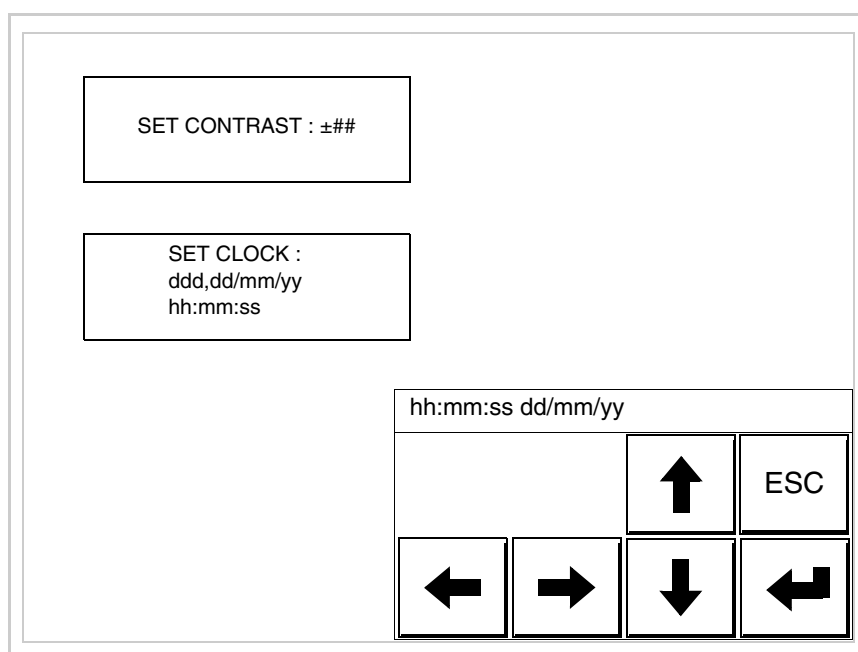 SET CONTRAST : ±##
SET CLOCK :
ddd,dd/mm/yy
hh:mm:ss
hh:mm:ss dd/mm/yy
ESC